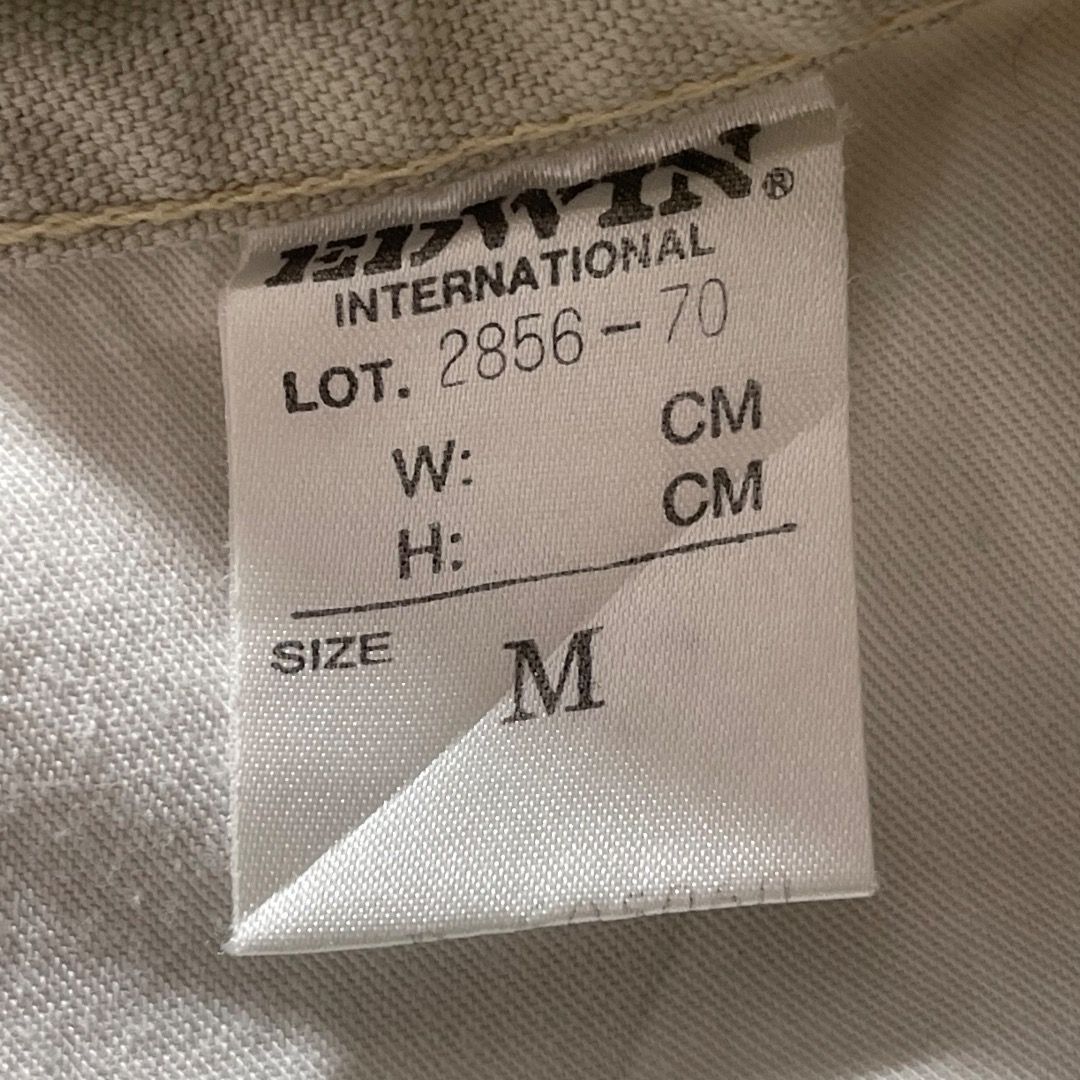 EDWIN®
INTERNATIONAL
LOT. 2856-70
W: CM
H: CM
SIZE M